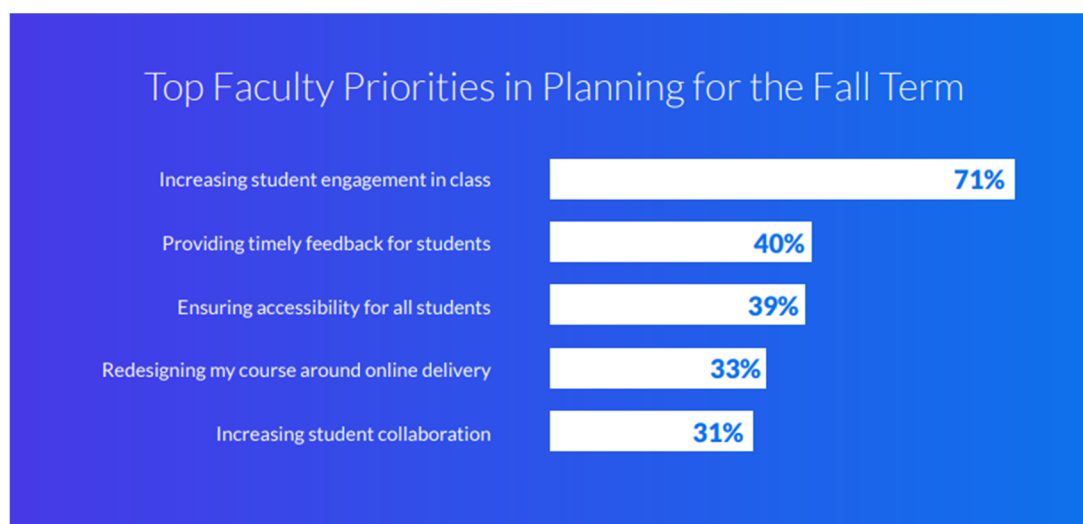 Top Faculty Priorities in Planning for the Fall Term
Increasing student engagement in class 71%
Providing timely feedback for students 40%
Ensuring accessibility for all students 39%
Redesigning my course around online delivery 33%
Increasing student collaboration 31%